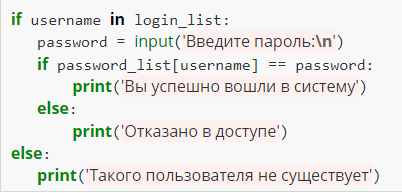 if username in login_list:
    password = input('Введите пароль:\n')
    if password_list[username] == password:
        print('Вы успешно вошли в систему')
    else:
        print('Отказано в доступе')
else:
    print('Такого пользователя не существует')